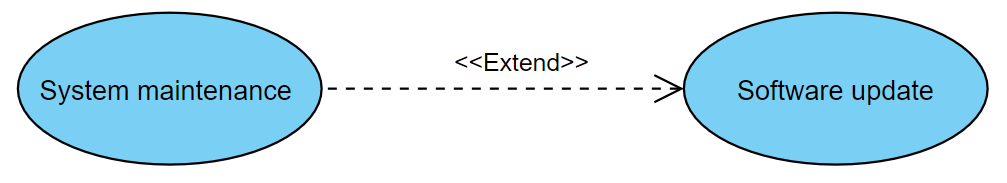 <<Extend>>
System maintenance
Software update